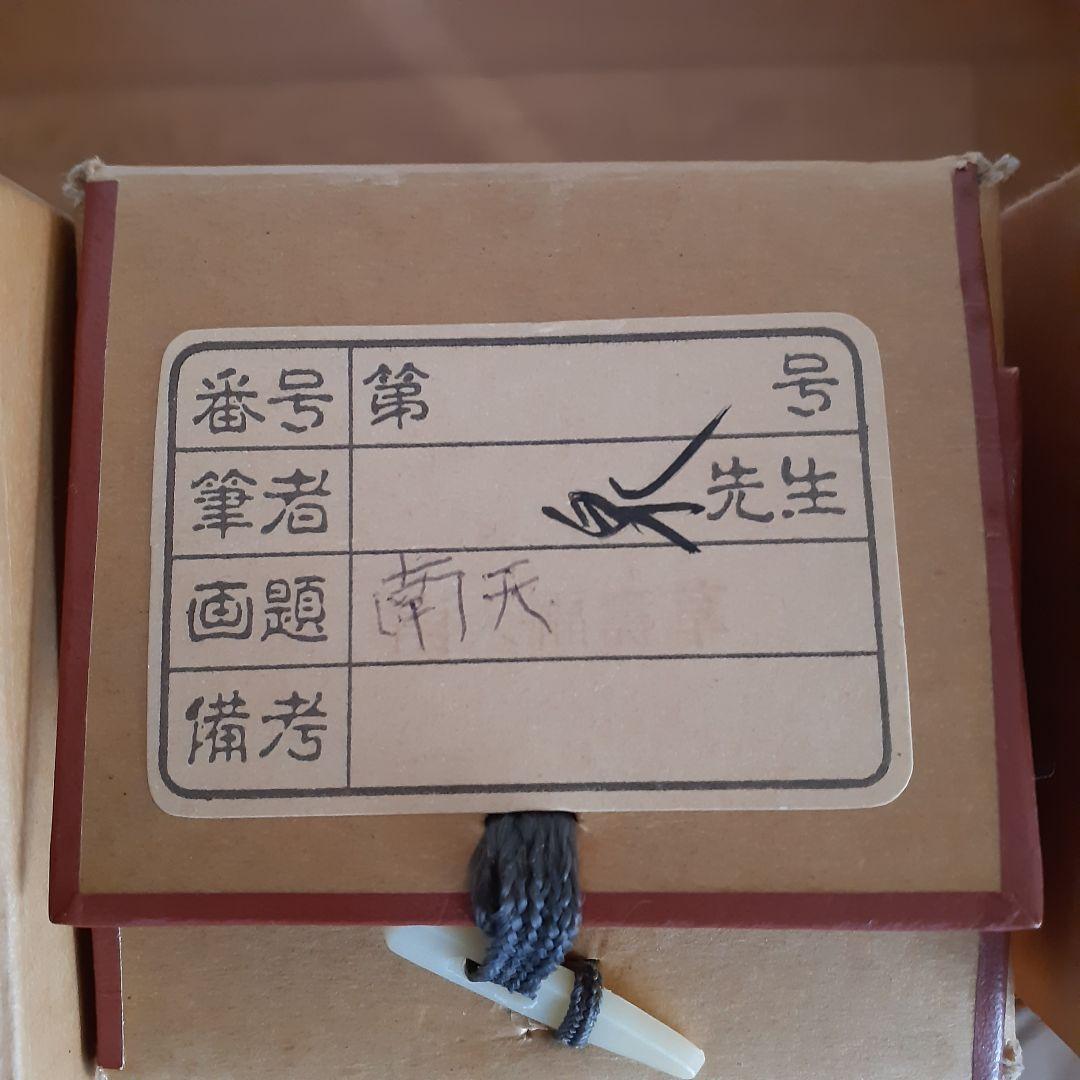 番号 第 号
筆者 先生
画題 南天
備考